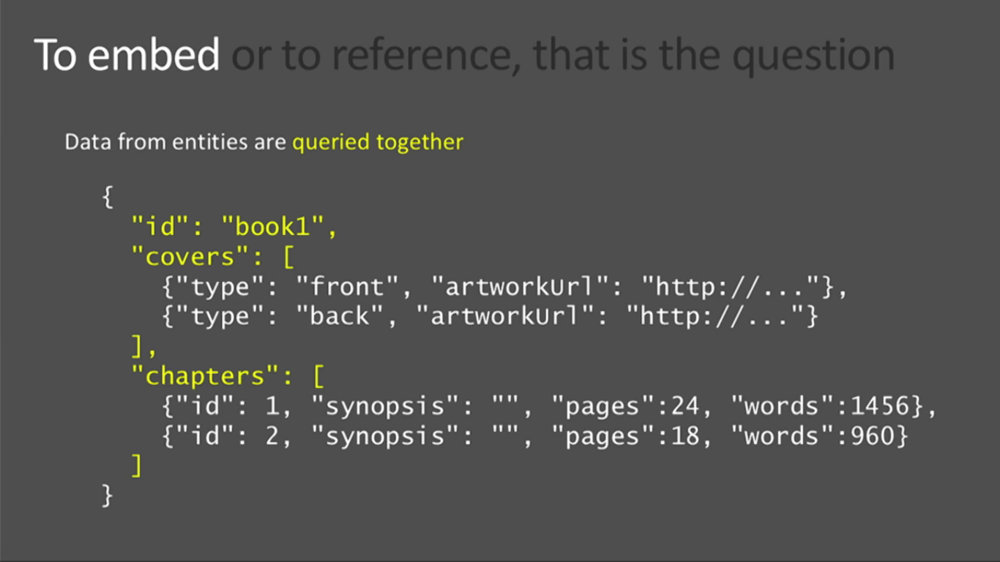 To embed or to reference, that is the question
Data from entities are queried together
{
"id": "book1",
"covers": [
{"type": "front", "artworkUrl": "http://..."},
{"type": "back", "artworkUrl": "http://..."}
],
"chapters": [
{"id": 1, "synopsis": "", "pages":24, "words":1456},
{"id": 2, "synopsis": "", "pages":18, "words":960}
]
}